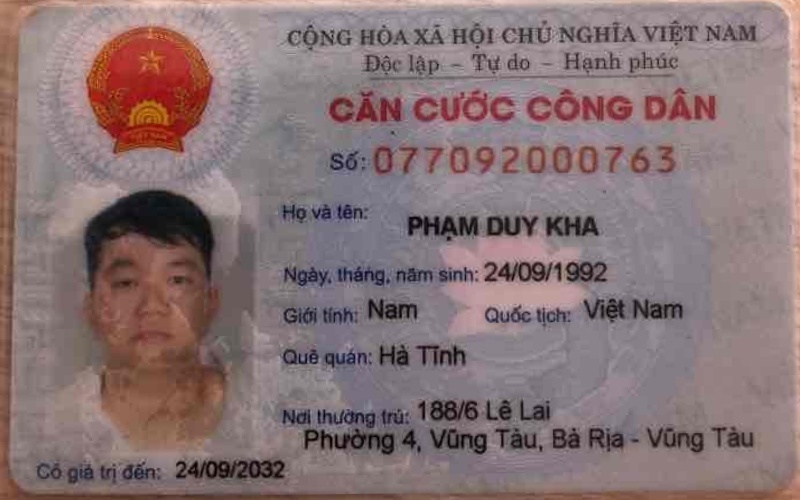 CỘNG HÒA XÃ HỘI CHỦ NGHĨA VIỆT NAM
Độc lập – Tự do – Hạnh phúc
CĂN CƯỚC CÔNG DÂN
Số: 077092000763
Họ và tên: PHẠM DUY KHA
Ngày, tháng, năm sinh: 24/09/1992
Giới tính: Nam Quốc tịch: Việt Nam
Quê quán: Hà Tĩnh
Nơi thường trú: 188/6 Lê Lai
Phường 4, Vũng Tàu, Bà Rịa - Vũng Tàu
Có giá trị đến: 24/09/2032